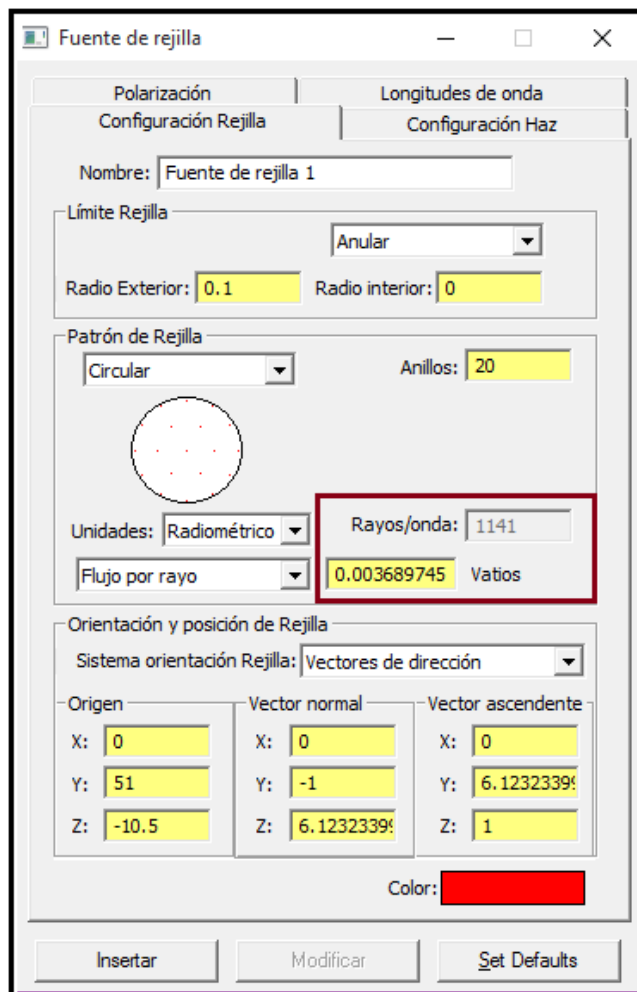 Fuente de rejilla
Polarización Longitudes de onda
Configuración Rejilla Configuración Haz
Nombre: Fuente de rejilla 1
Límite Rejilla
Anular
Radio Exterior: 0.1 Radio interior: 0
Patrón de Rejilla
Circular Anillos: 20
Unidades: Radiométrico Rayos/onda: 1141
Flujo por rayo 0.003689745 Vatios
Orientación y posición de Rejilla
Sistema orientación Rejilla: Vectores de dirección
Origen Vector normal Vector ascendente
X: 0 X: 0 X: 0
Y: 51 Y: -1 Y: 6.12323399
Z: -10.5 Z: 6.12323399 Z: 1
Color:
Insertar Modificar Set Defaults